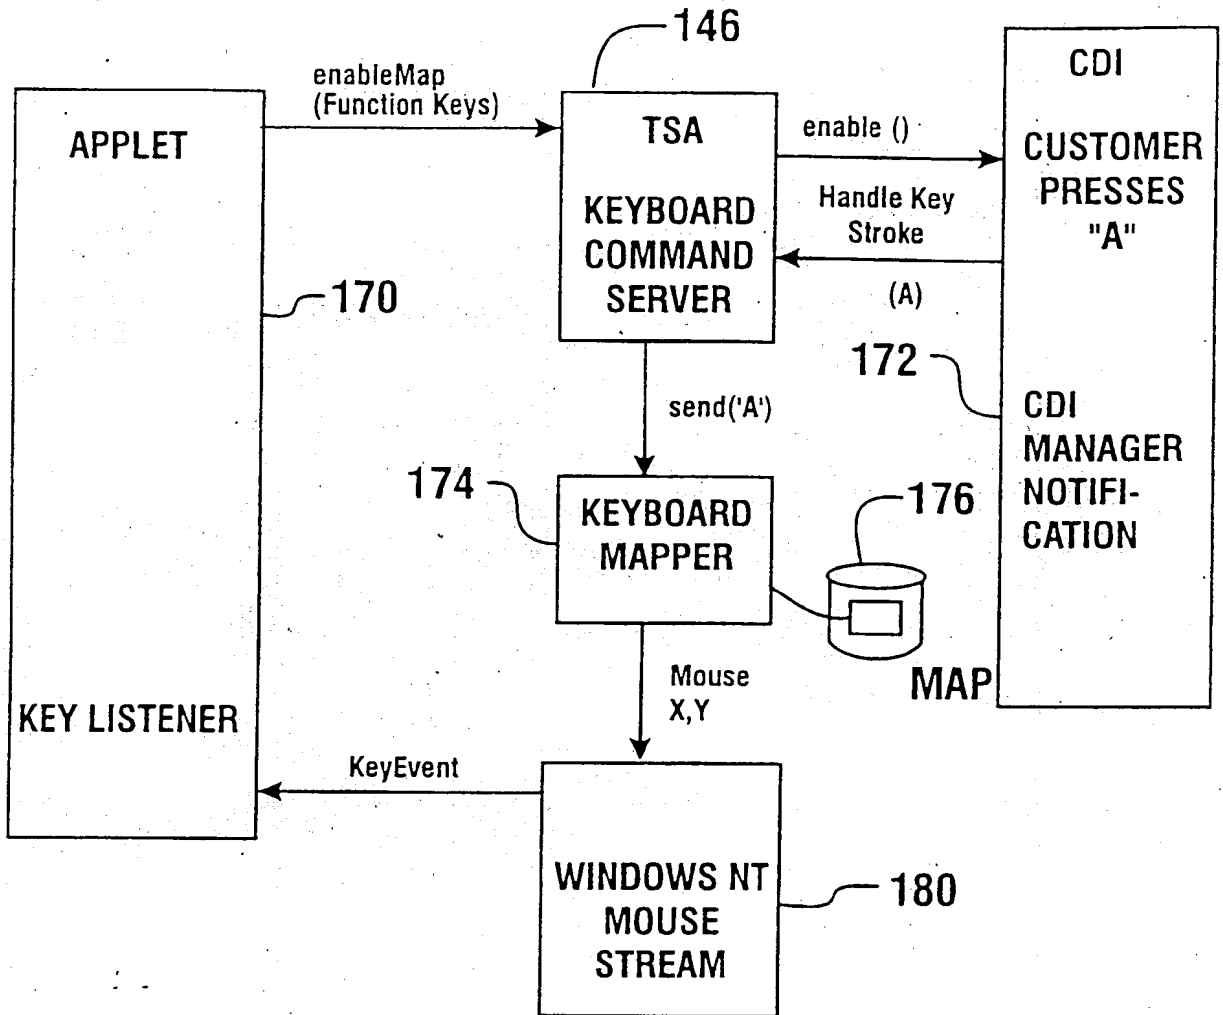 146
enableMap
(Function Keys)
APPLET
170
KEY LISTENER
TSA
KEYBOARD
COMMAND
SERVER
enable ()
Handle Key
Stroke
(A)
CDI
CUSTOMER
PRESSES
"A"
172
CDI
MANAGER
NOTIFI-
CATION
send('A')
174
KEYBOARD
MAPPER
176
MAP
Mouse
X,Y
KeyEvent
WINDOWS NT
MOUSE
STREAM
180